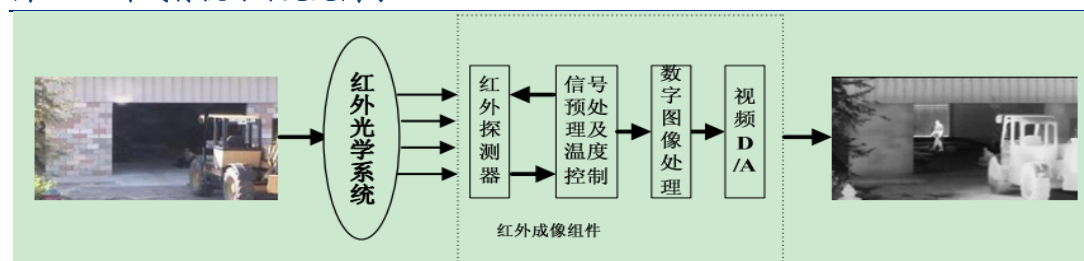 红外光学系统
红外探测器
信号
预处
理及
温度
控制
数字图像处理
视频D/A
红外成像组件